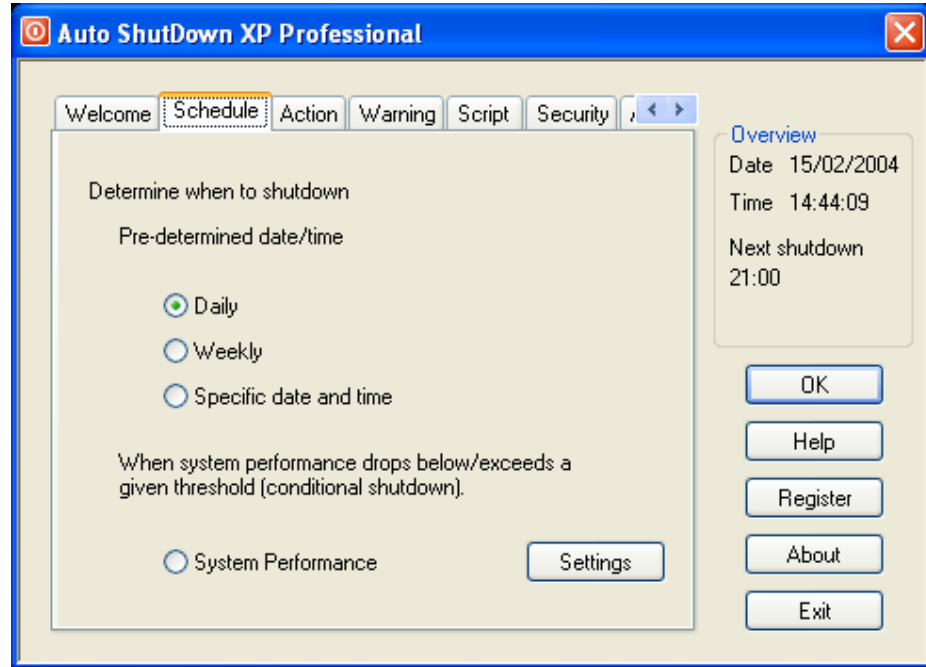 Auto ShutDown XP Professional
Welcome Schedule Action Warning Script Security
Determine when to shutdown
Pre-determined date/time
Daily
Weekly
Specific date and time
When system performance drops below/exceeds a
given threshold (conditional shutdown).
System Performance Settings
Overview
Date 15/02/2004
Time 14:44:09
Next shutdown
21:00
OK
Help
Register
About
Exit